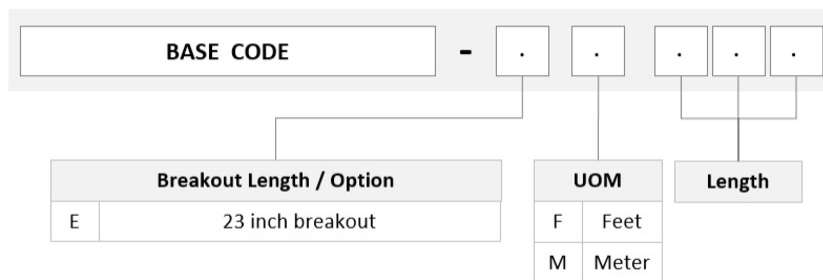 BASE CODE - . . . . .
Breakout Length / Option
E 23 inch breakout
UOM
F Feet
M Meter
Length